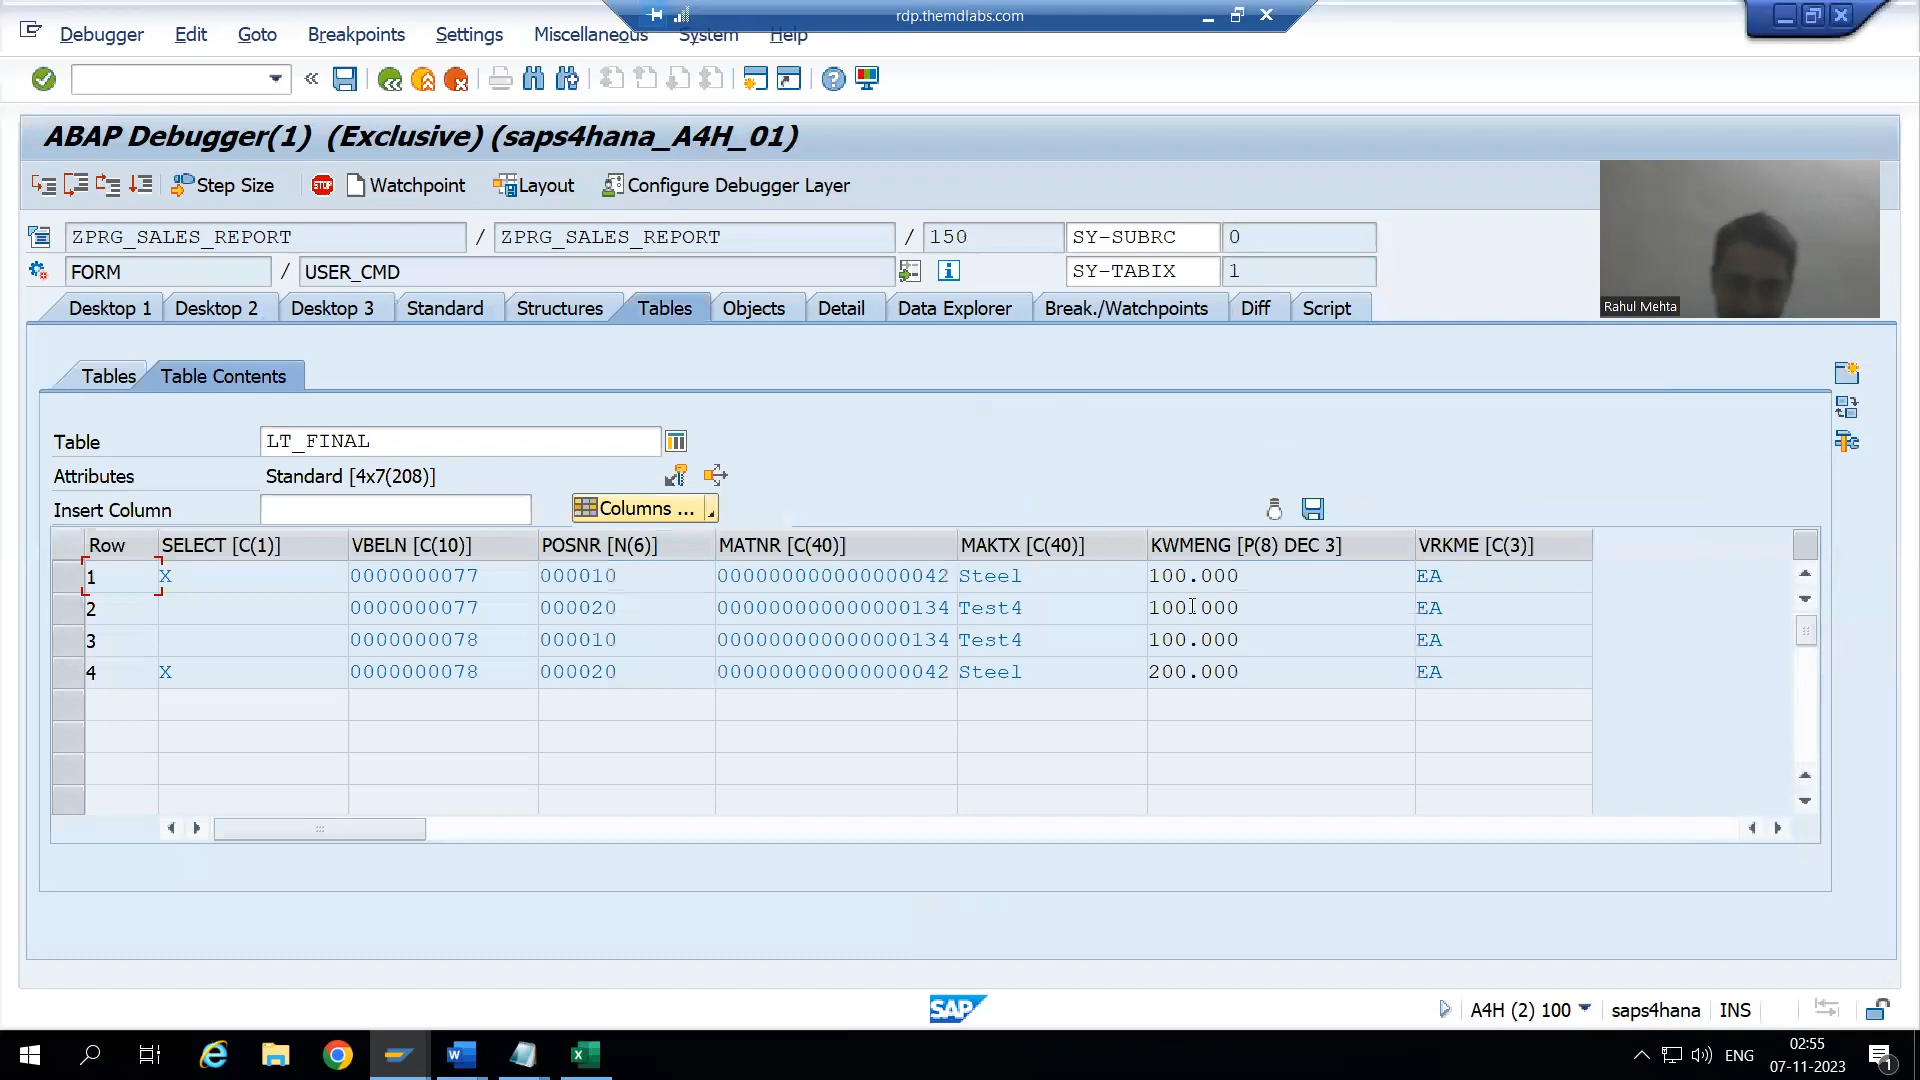 rdp.themdlabs.com
Debugger Edit Goto Breakpoints Settings Miscellaneous System Help
ABAP Debugger(1) (Exclusive) (saps4hana_A4H_01)
Step Size STOP Watchpoint Layout Configure Debugger Layer
ZPRG_SALES_REPORT / ZPRG_SALES_REPORT / 150 SY-SUBRC 0
FORM / USER_CMD SY-TABIX 1
Rahul Mehta
Desktop 1 Desktop 2 Desktop 3 Standard Structures Tables Objects Detail Data Explorer Break./Watchpoints Diff Script
Tables Table Contents
Table LT_FINAL
Attributes Standard [4x7(208)]
Insert Column Columns ...
Row SELECT [C(1)] VBELN [C(10)] POSNR [N(6)] MATNR [C(40)] MAKTX [C(40)] KWMENG [P(8) DEC 3] VRKME [C(3)]
1 X 0000000077 000010 000000000000000042 Steel 100.000 EA
2 0000000077 000020 000000000000000134 Test4 100.000 EA
3 0000000078 000010 000000000000000134 Test4 100.000 EA
4 X 0000000078 000020 000000000000000042 Steel 200.000 EA
SAP A4H (2) 100 saps4hana INS
ENG 02:55
07-11-2023 1